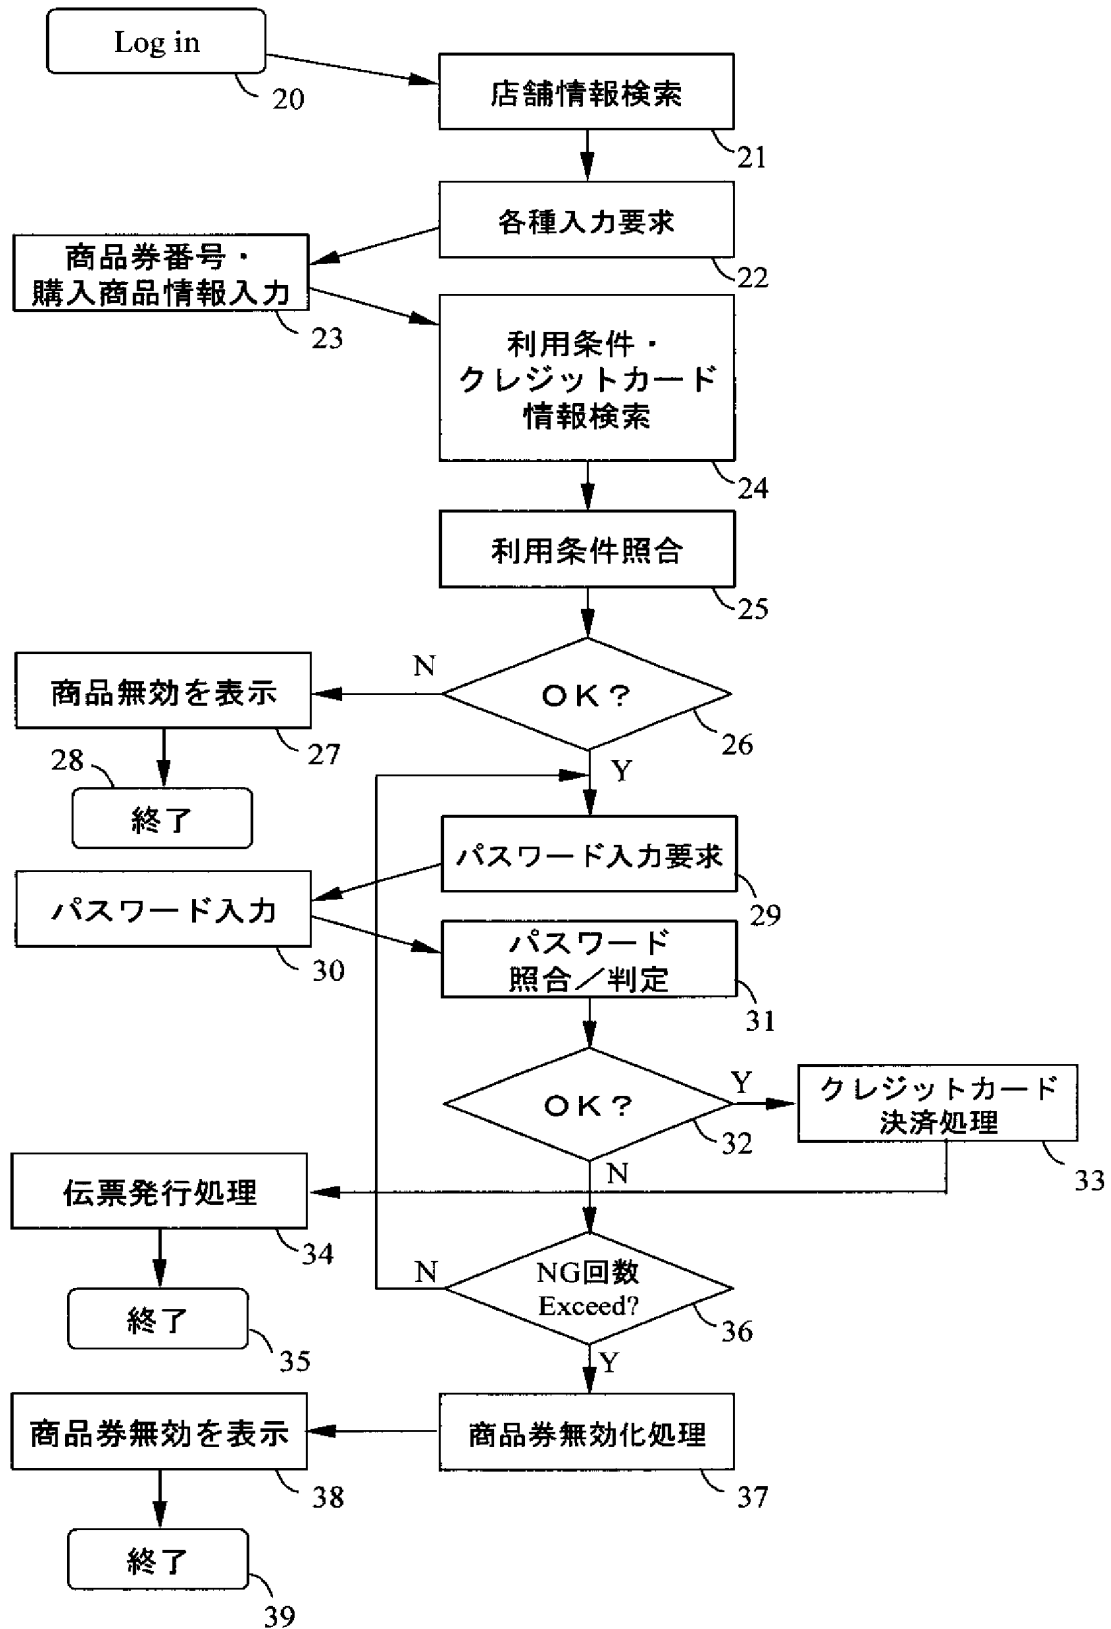 Log in
20
店舗情報検索
21
各種入力要求
22
商品券番号・
購入商品情報入力
23
利用条件・
クレジットカード
情報検索
24
利用条件照合
25
OK?
26
N
Y
商品無効を表示
27
28
終了
パスワード入力要求
29
パスワード入力
30
パスワード
照合/判定
31
OK?
32
Y
N
クレジットカード
決済処理
33
伝票発行処理
34
終了
35
NG回数
Exceed?
36
N
Y
商品券無効化処理
37
商品券無効を表示
38
終了
39